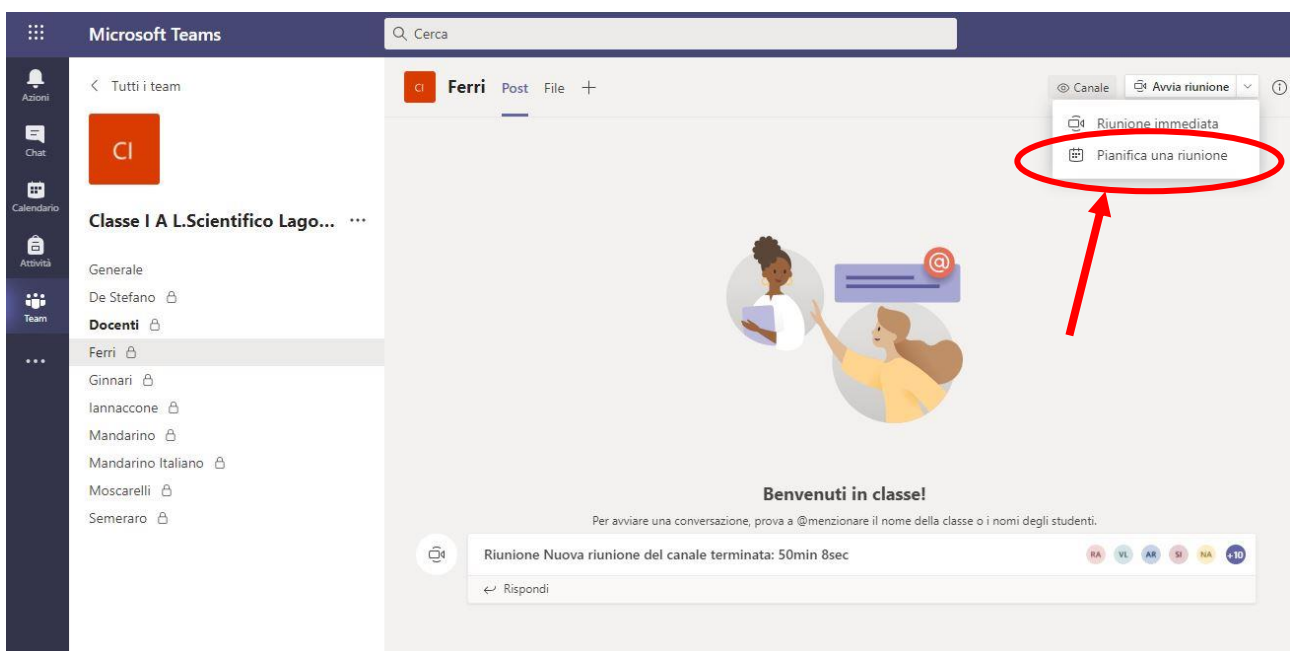 Microsoft Teams
Cerca
Azioni
Chat
Calendario
Attività
Team
Tutti i team
CI
Classe I A L.Scientifico Lago...
Generale
De Stefano
Docenti
Ferri
Ginnari
Iannaccone
Mandarino
Mandarino Italiano
Moscarelli
Semeraro
CI Ferri Post File +
Canale Avvia riunione
Riunione immediata
Pianifica una riunione
@
Benvenuti in classe!
Per avviare una conversazione, prova a @menzionare il nome della classe o i nomi degli studenti.
Riunione Nuova riunione del canale terminata: 50min 8sec RA VL AR SI NA +10
Rispondi